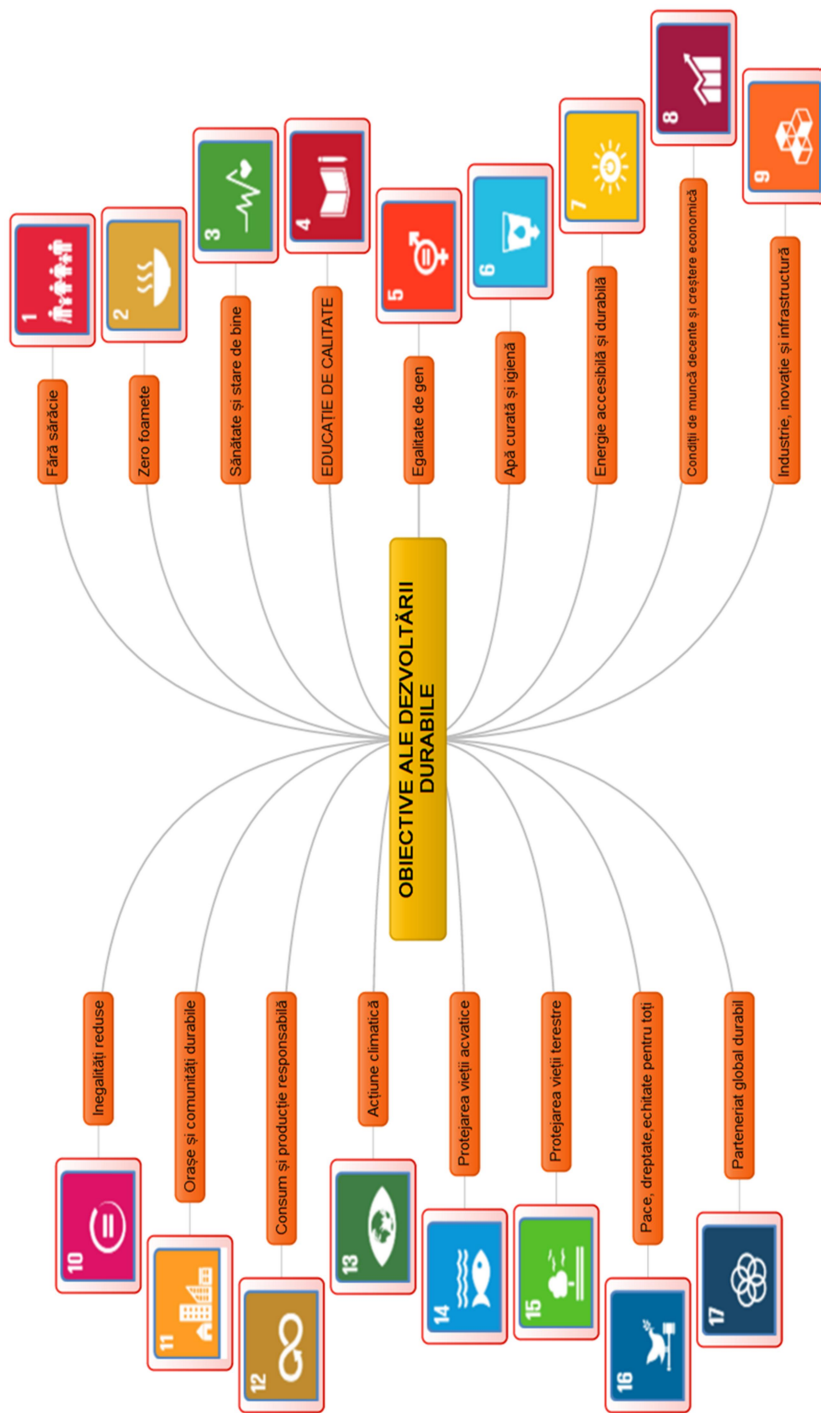 OBIECTIVE ALE DEZVOLTĂRII
DURABILE
1
Fără sărăcie
2
Zero foamete
3
Sănătate și stare de bine
4
EDUCAȚIE DE CALITATE
5
Egalitate de gen
6
Apă curată și igienă
7
Energie accesibilă și durabilă
8
Condiții de muncă decente și creștere economică
9
Industrie, inovație și infrastructură
10
Inegalități reduse
11
Orașe și comunități durabile
12
Consum și producție responsabilă
13
Acțiune climatică
14
Protejarea vieții acvatice
15
Protejarea vieții terestre
16
Pace, dreptate,echitate pentru toți
17
Parteneriat global durabil